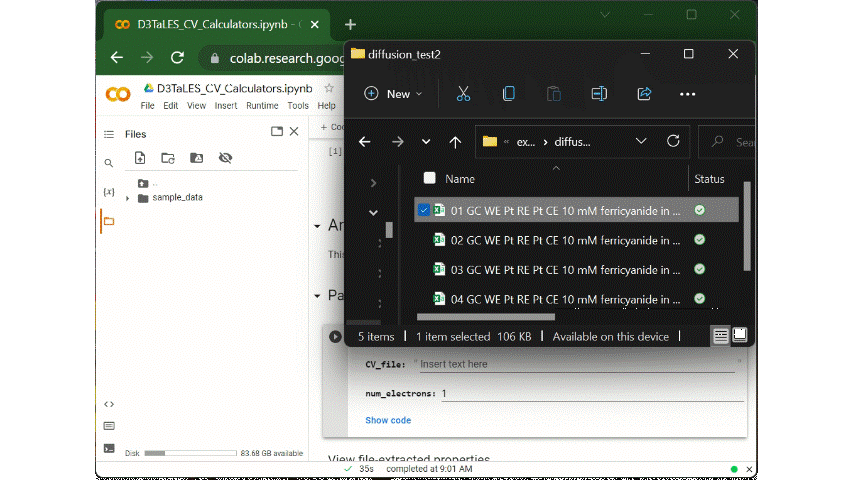 D3TaLES_CV_Calculators.ipynb -
colab.research.goog
diffusion_test2
New
ex... diffus...
Name
Status
01 GC WE Pt RE Pt CE 10 mM ferricyanide in ...
02 GC WE Pt RE Pt CE 10 mM ferricyanide in ...
03 GC WE Pt RE Pt CE 10 mM ferricyanide in ...
04 GC WE Pt RE Pt CE 10 mM ferricyanide in ...
5 items 1 item selected 106 KB Available on this device
D3TaLES_CV_Calculators.ipynb
File Edit View Insert Runtime Tools Help
Files
..
sample_data
{x}
[1]
CV_file: "Insert text here"
num_electrons: 1
Show code
View file-extracted properties
Disk 83.68 GB available
35s completed at 9:01 AM